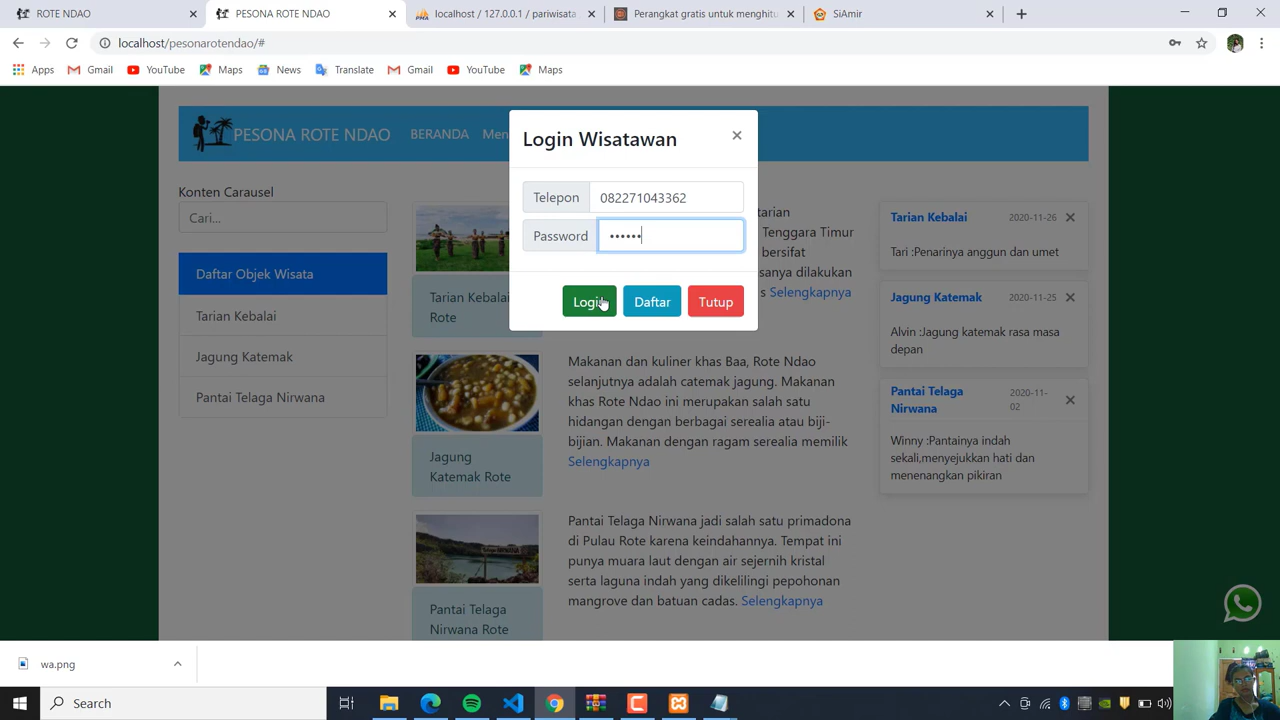 ROTE NDAO
PESONA ROTE NDAO
localhost / 127.0.0.1 / pariwisata
Perangkat gratis untuk menghitu
SiAmir
localhost/pesonarotendao/#
Apps
Gmail
YouTube
Maps
News
Translate
Gmail
YouTube
Maps
PESONA ROTE NDAO
BERANDA
Men
Login Wisatawan
Telepon
082271043362
Password
••••••
Login
Daftar
Tutup
Konten Carausel
Cari...
Daftar Objek Wisata
Tarian Kebalai
Jagung Katemak
Pantai Telaga Nirwana
Tarian Kebalai
Rote
tarian
Tenggara Timur
bersifat
sanya dilakukan
s Selengkapnya
Jagung
Katemak Rote
Makanan dan kuliner khas Baa, Rote Ndao
selanjutnya adalah catemak jagung. Makanan
khas Rote Ndao ini merupakan salah satu
hidangan dengan berbagai serealia atau biji-
bijian. Makanan dengan ragam serealia memilik
Selengkapnya
Pantai Telaga
Nirwana Rote
Pantai Telaga Nirwana jadi salah satu primadona
di Pulau Rote karena keindahannya. Tempat ini
punya muara laut dengan air sejernih kristal
serta laguna indah yang dikelilingi pepohonan
mangrove dan batuan cadas. Selengkapnya
Tarian Kebalai
2020-11-26
Tari :Penarinya anggun dan umet
Jagung Katemak
2020-11-25
Alvin :Jagung katemak rasa masa
depan
Pantai Telaga
Nirwana
2020-11-
02
Winny :Pantainya indah
sekali,menyejukkan hati dan
menenangkan pikiran
wa.png
Search